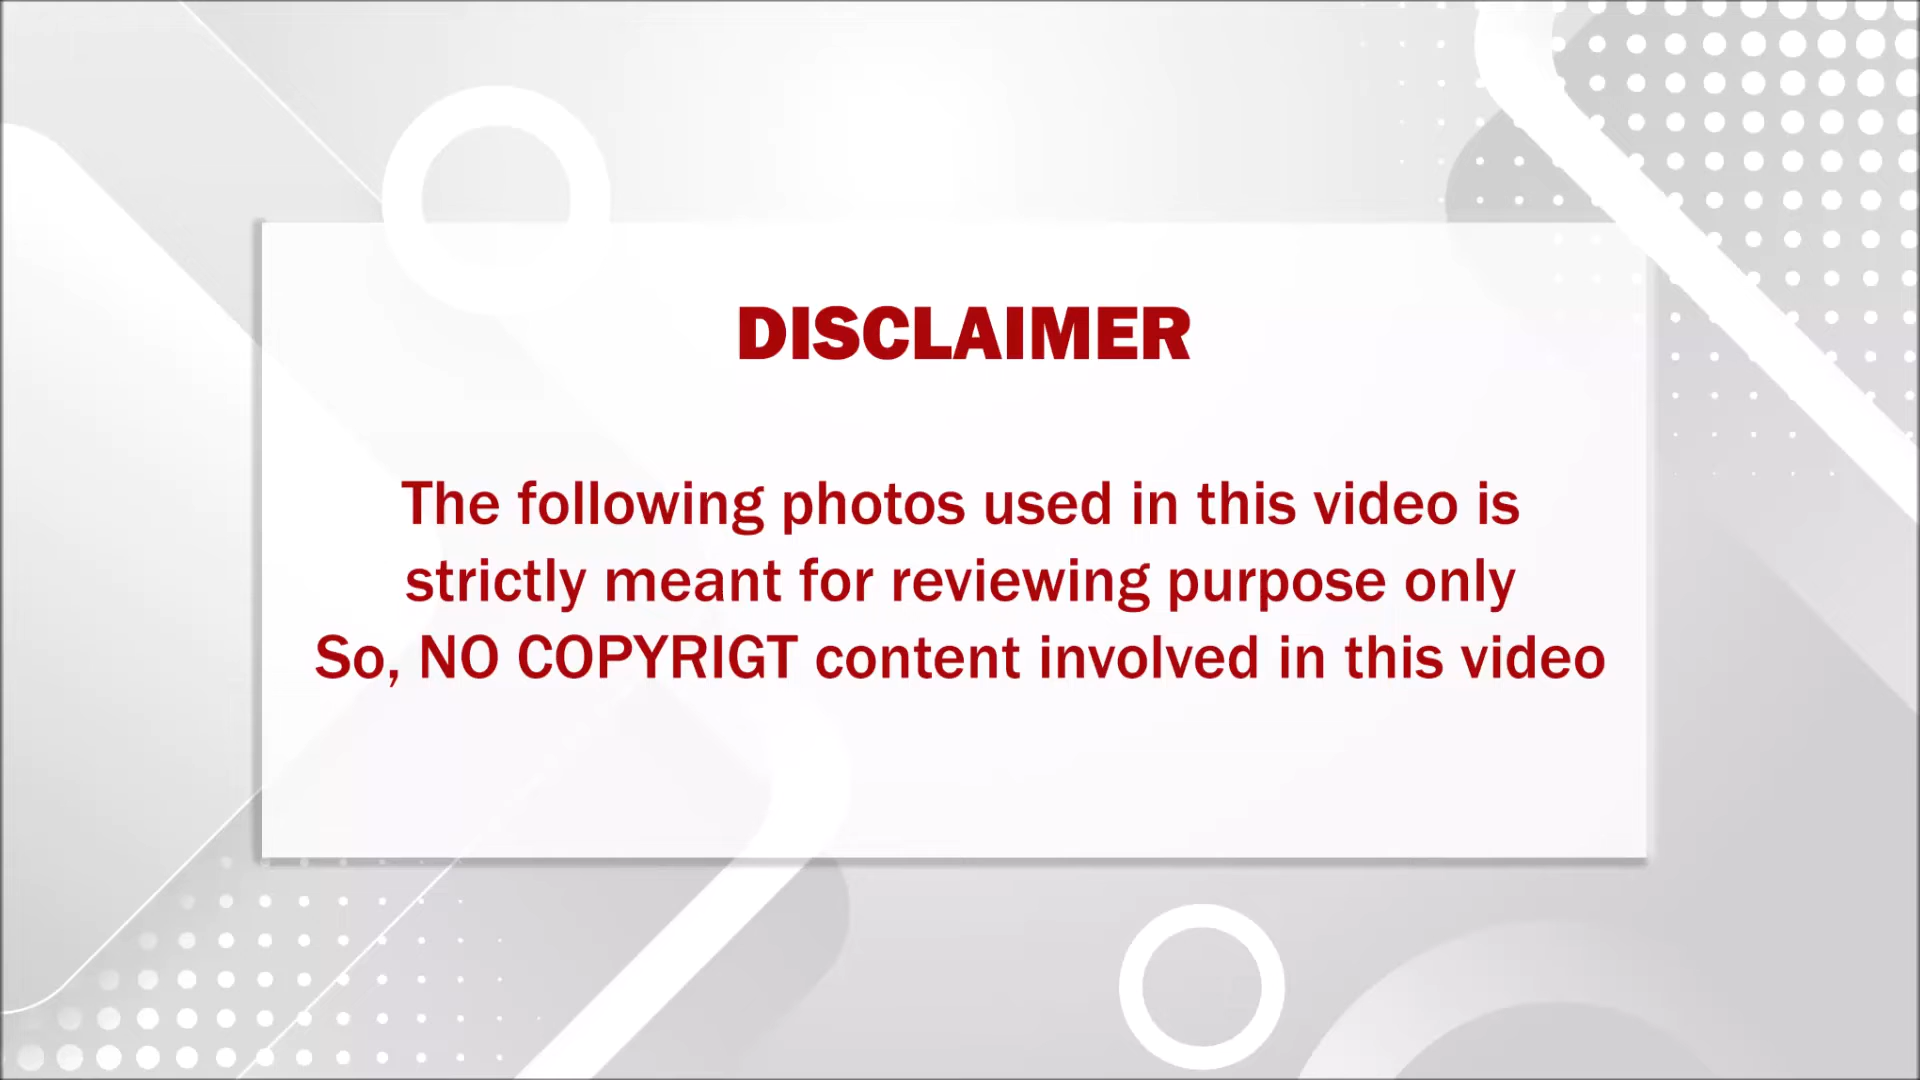 DISCLAIMER
The following photos used in this video is
strictly meant for reviewing purpose only
So, NO COPYRIGT content involved in this video